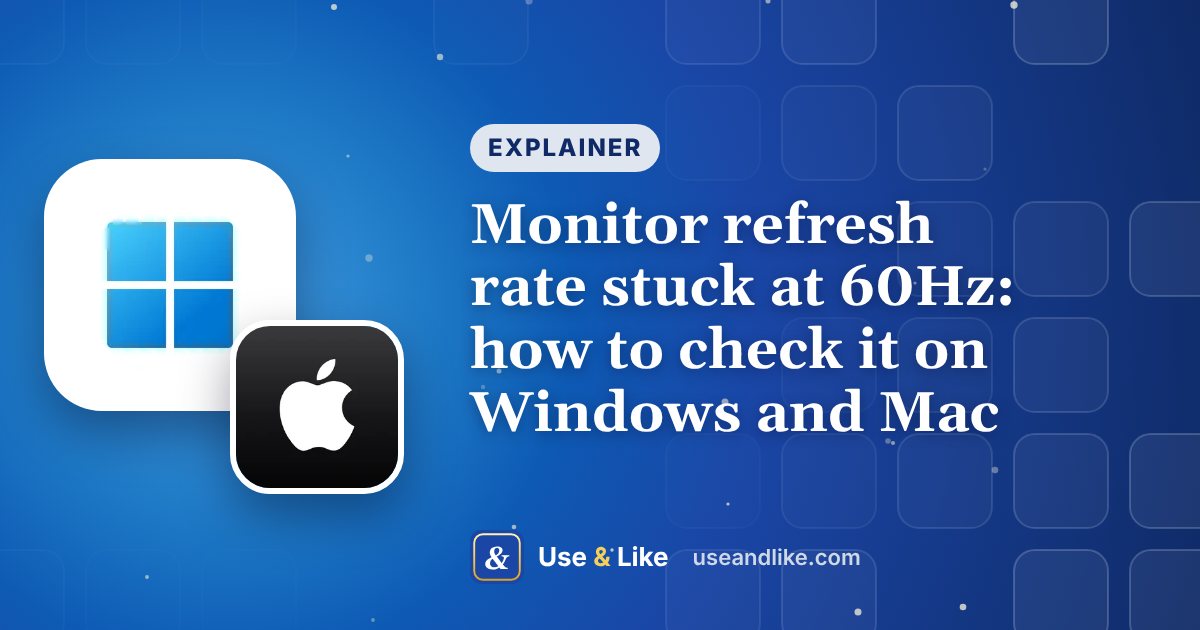 EXPLAINER
Monitor refresh
rate stuck at 60Hz:
how to check it on
Windows and Mac
& Use & Like useandlike.com